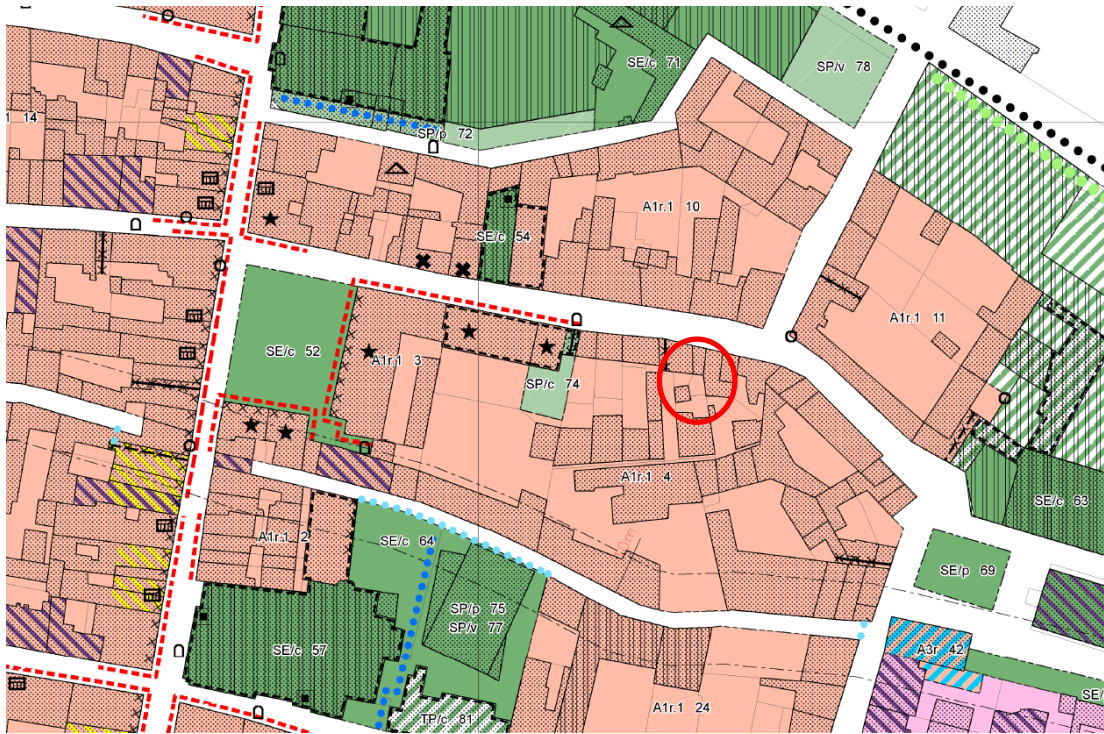 SE/c 71
SP/v 78
1 14
SP/p 72
A1r.1 10
SE/c 54
A1r.1 11
SE/c 52
A1r.1 3
SP/c 74
A1r.1 4
SE/c 63
A1r.1 2
SE/c 64
SE/p 69
SP/p 75
SP/v 77
A3r 42
SE/c 57
SE/
A1r.1 24
TP/c 81